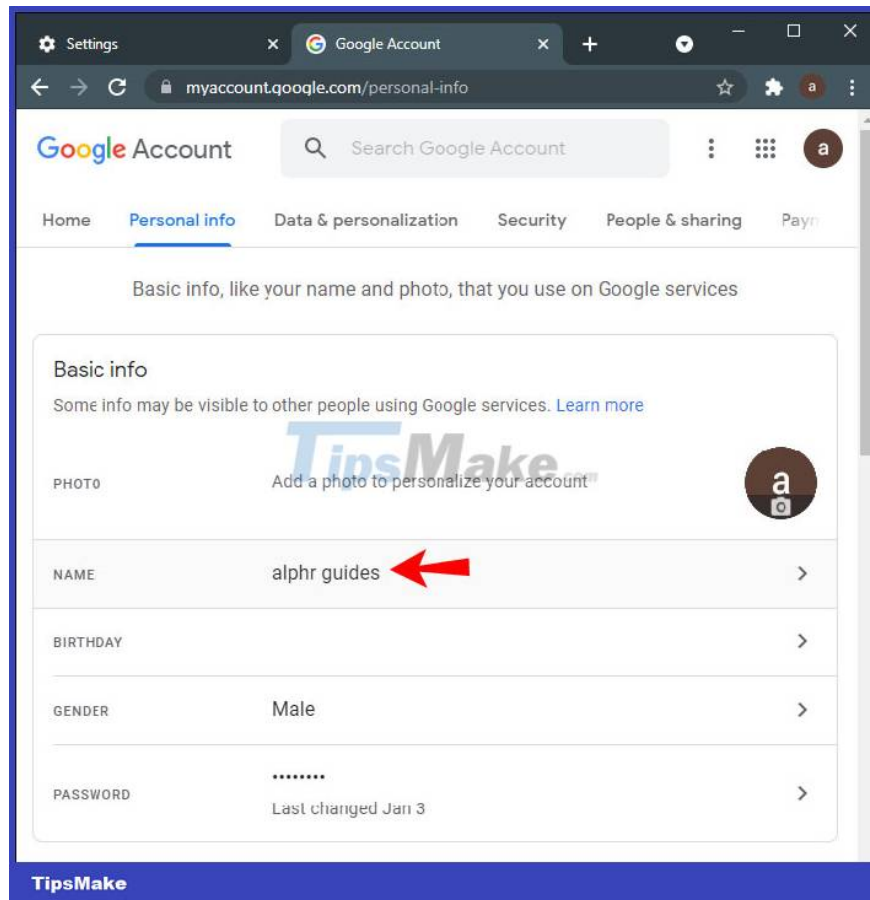 Settings
Google Account
myaccount.google.com/personal-info
a
Google Account
Search Google Account
a
Home Personal info Data & personalization Security People & sharing
Basic info, like your name and photo, that you use on Google services
Basic info
Some info may be visible to other people using Google services. Learn more
TipsMake.com
PHOTO Add a photo to personalize your account
a
NAME alphr guides
BIRTHDAY
GENDER Male
PASSWORD ••••••••
Last changed Jan 3
TipsMake